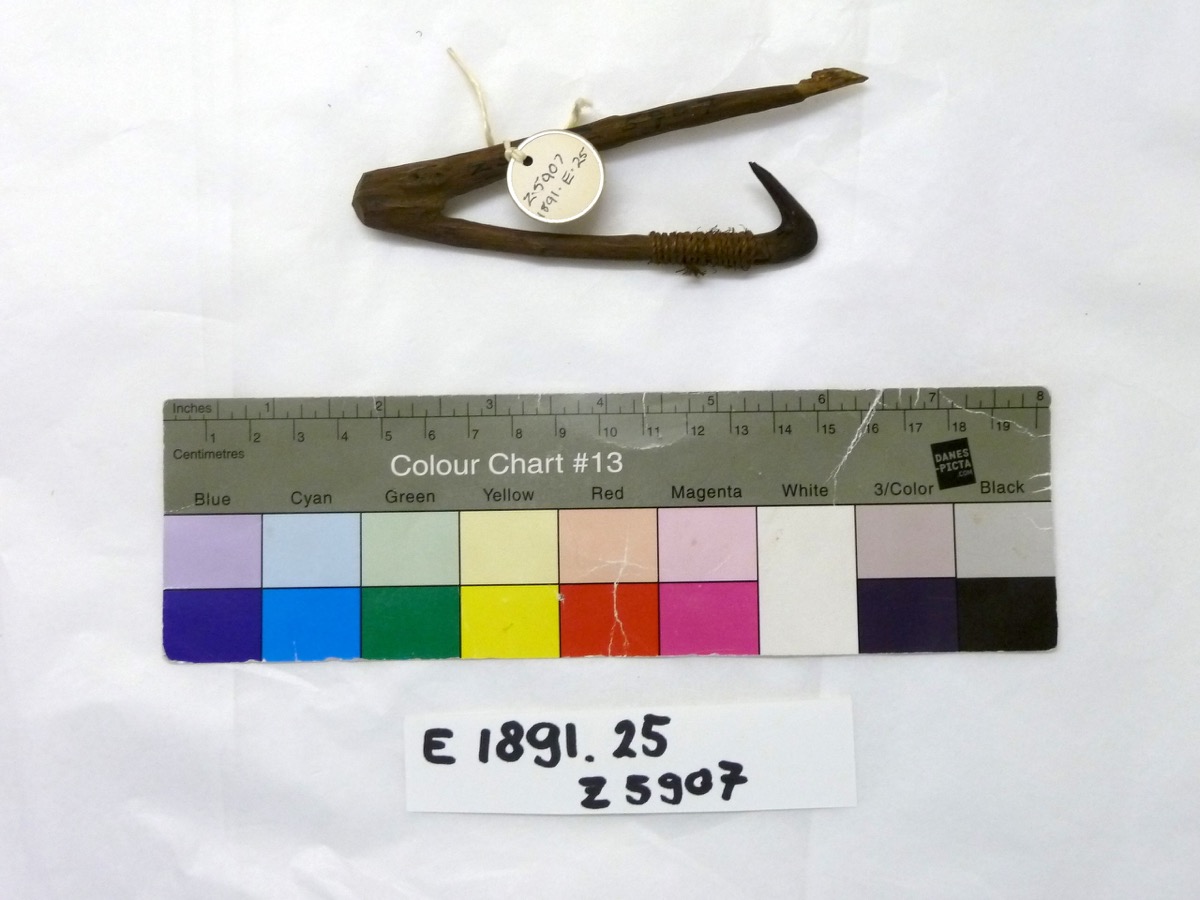 Z.5907
1891. E. 25
Inches 1 2 3 4 5 6 7 8
1 2 3 4 5 6 7 8 9 10 11 12 13 14 15 16 17 18 19
Centimetres
Colour Chart #13
DANES
-PICTA
.COM
Blue Cyan Green Yellow Red Magenta White 3/Color Black
E 1891. 25
Z 5907